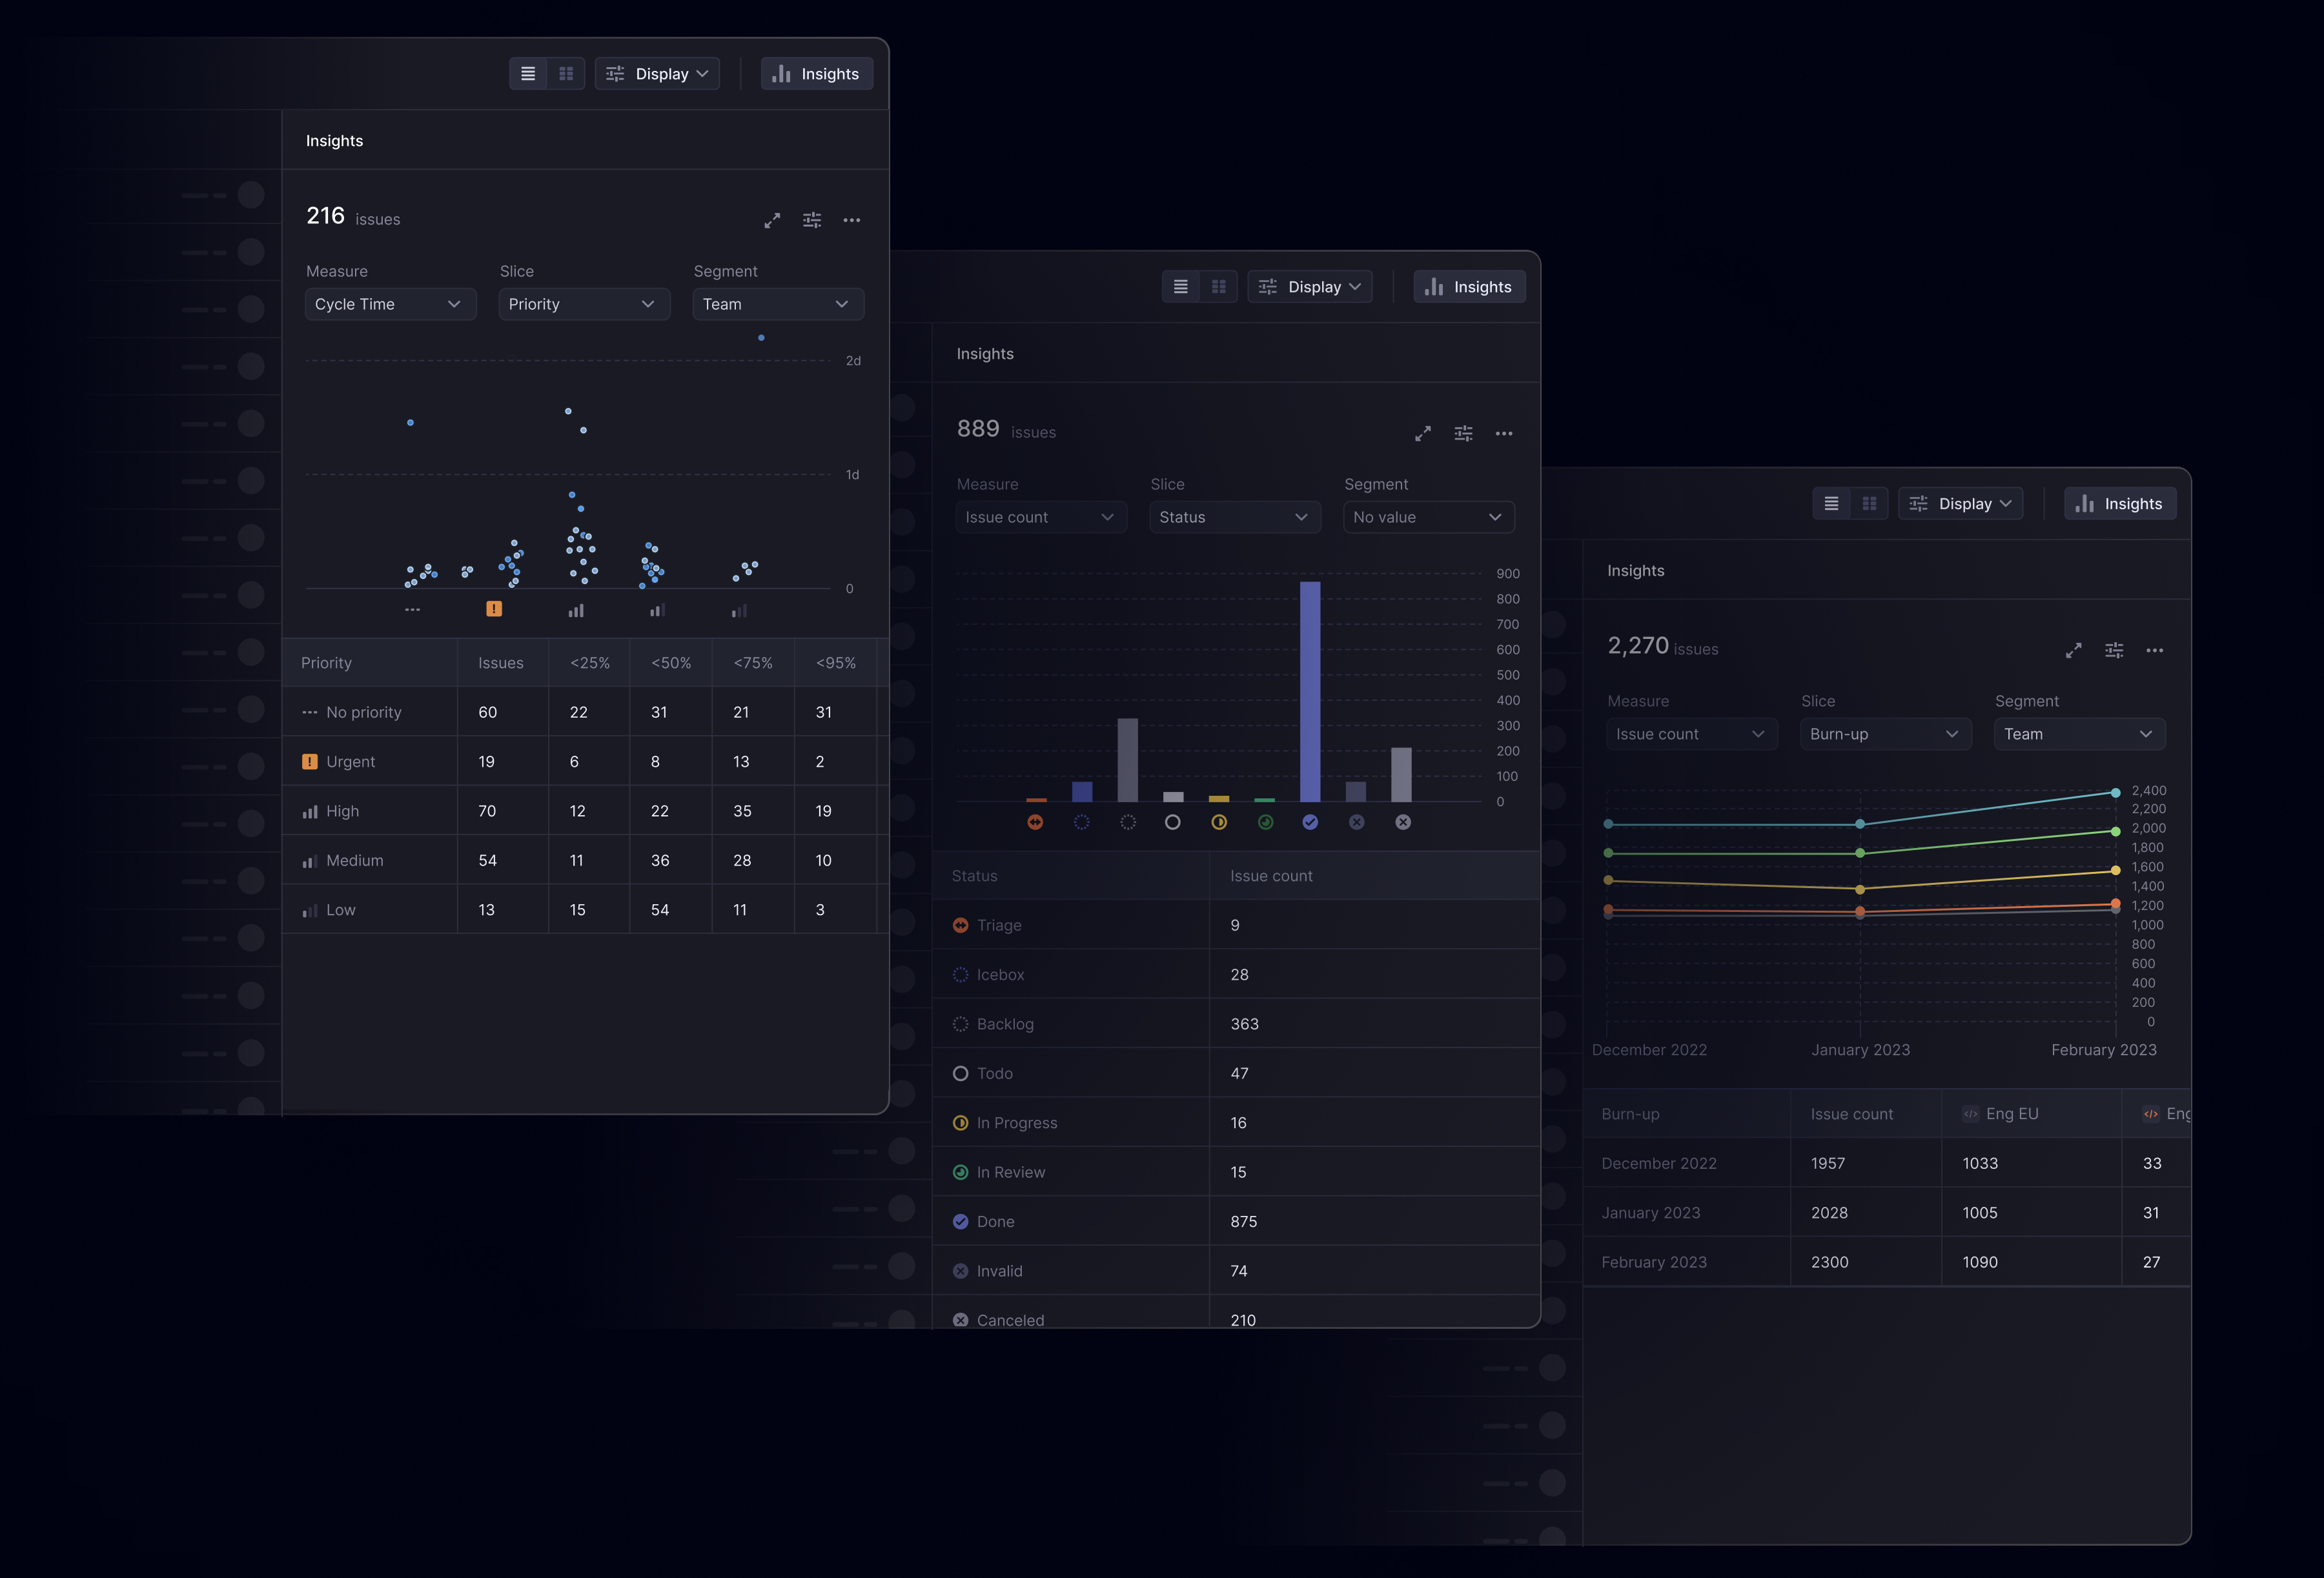 Display
Insights
Insights
216 issues
Measure Slice Segment
Cycle Time Priority Team
2d
1d
0
Priority Issues <25% <50% <75% <95%
No priority 60 22 31 21 31
Urgent 19 6 8 13 2
High 70 12 22 35 19
Medium 54 11 36 28 10
Low 13 15 54 11 3
Display
Insights
Insights
889 issues
Measure Slice Segment
Issue count Status No value
900
800
700
600
500
400
300
200
100
0
Status Issue count
Triage 9
Icebox 28
Backlog 363
Todo 47
In Progress 16
In Review 15
Done 875
Invalid 74
Canceled 210
Display
Insights
Insights
2,270 issues
Measure Slice Segment
Issue count Burn-up Team
2,400
2,200
2,000
1,800
1,600
1,400
1,200
1,000
800
600
400
200
0
December 2022 January 2023 February 2023
Burn-up Issue count Eng EU Eng
December 2022 1957 1033 33
January 2023 2028 1005 31
February 2023 2300 1090 27